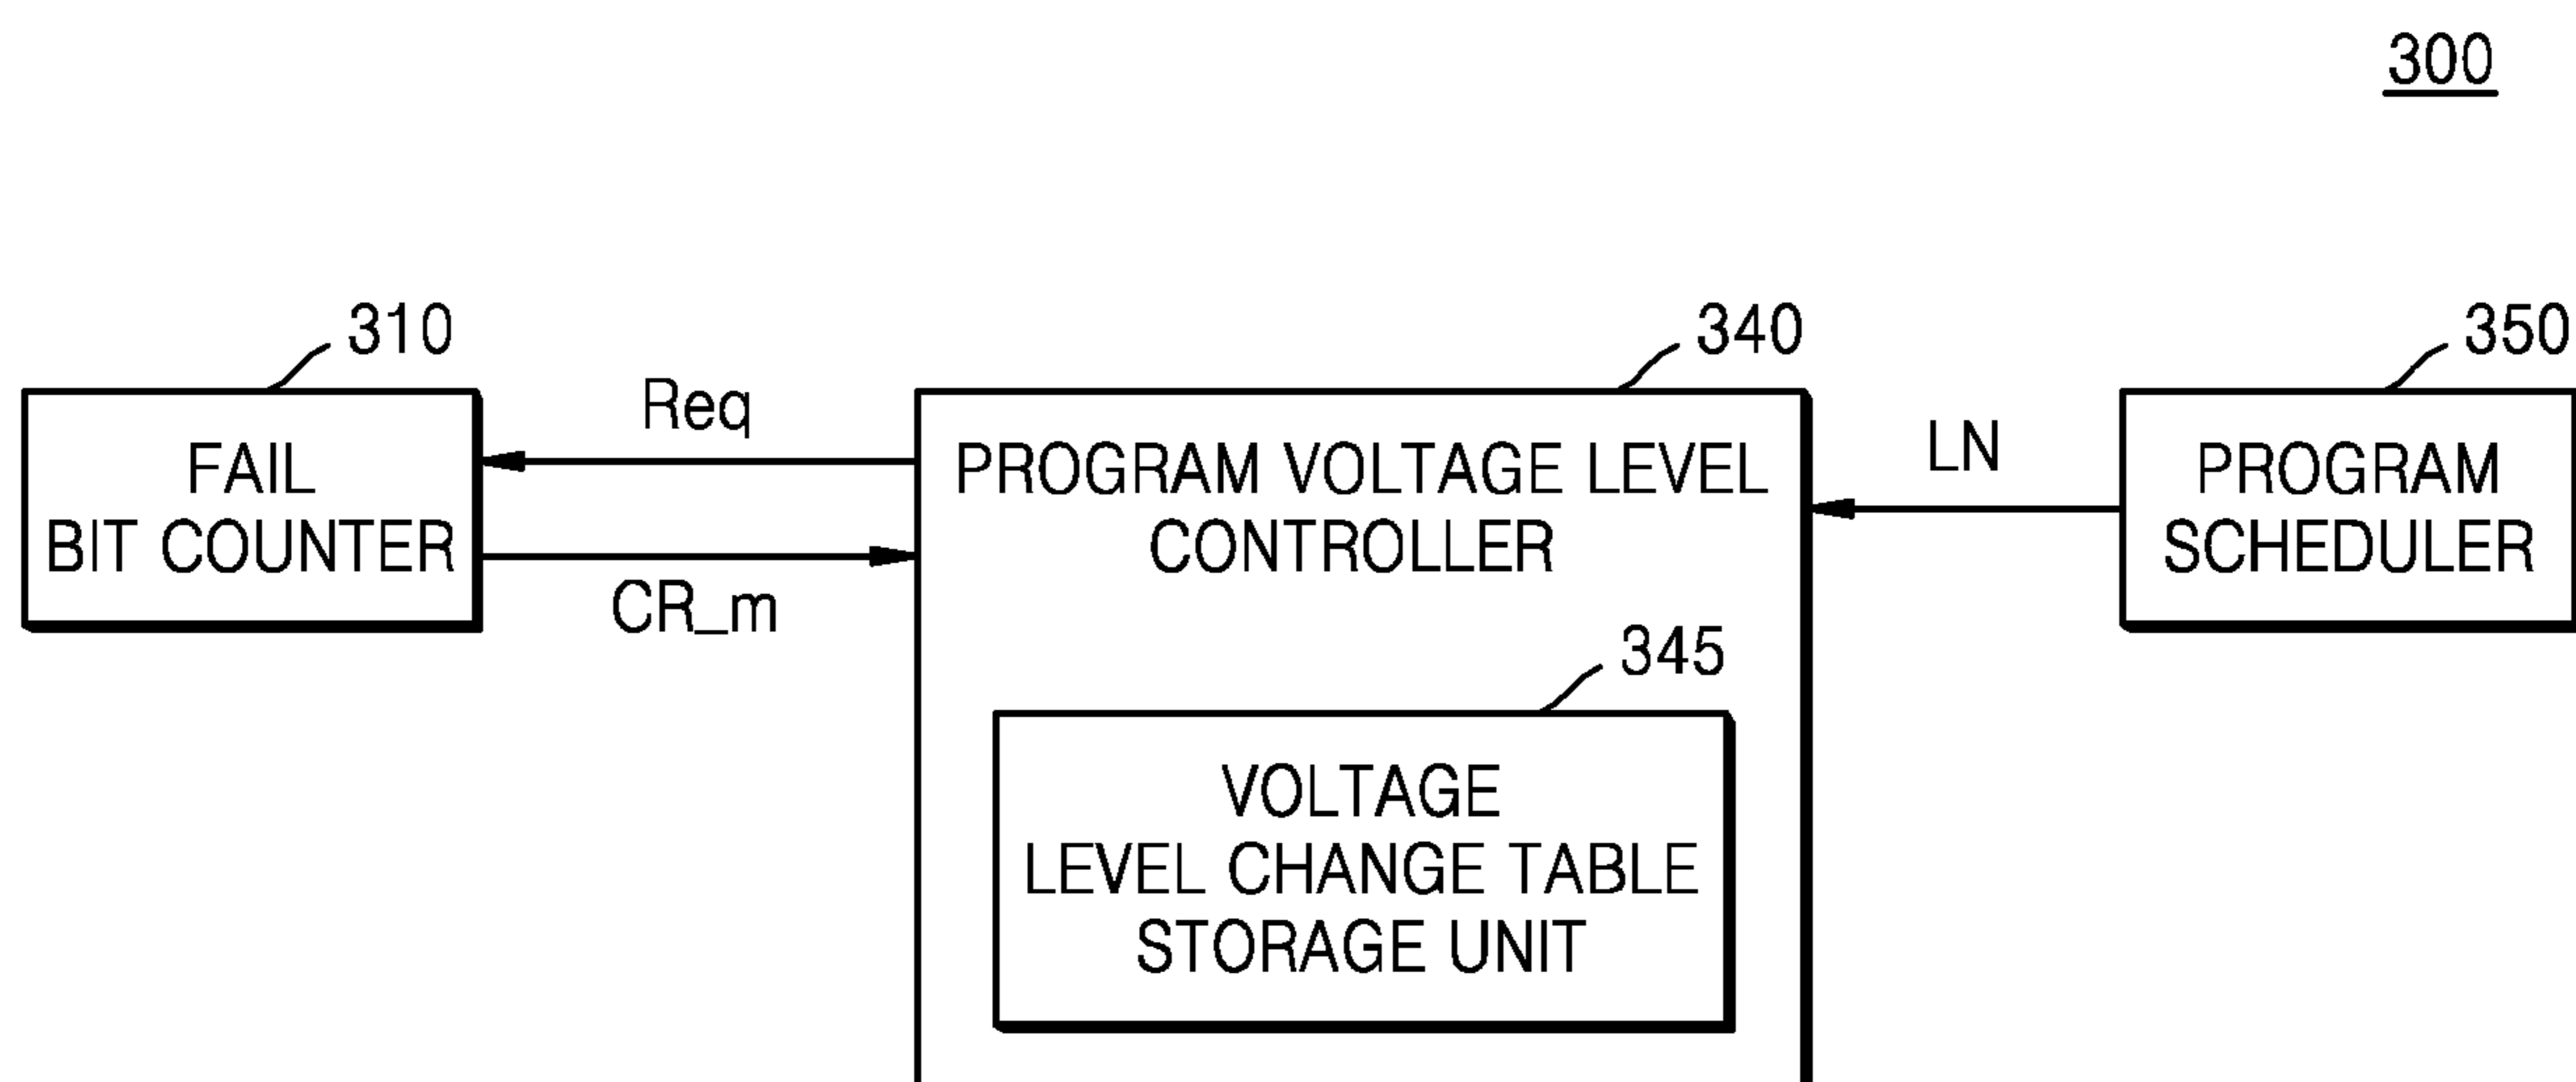 300
310
340
350
FAIL
BIT COUNTER
Req
CR_m
PROGRAM VOLTAGE LEVEL
CONTROLLER
LN
PROGRAM
SCHEDULER
345
VOLTAGE
LEVEL CHANGE TABLE
STORAGE UNIT